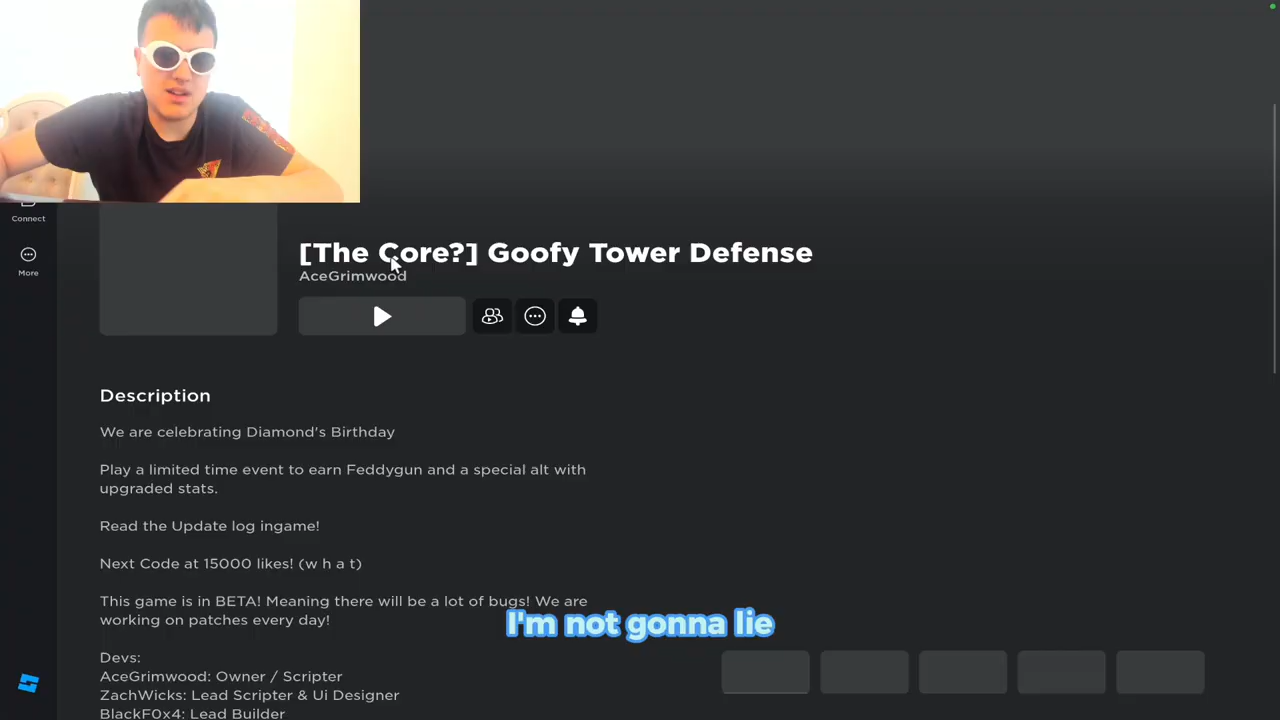 Connect
More
[The Core?] Goofy Tower Defense
AceGrimwood
Description
We are celebrating Diamond's Birthday
Play a limited time event to earn Feddygun and a special alt with
upgraded stats.
Read the Update log ingame!
Next Code at 15000 likes! (w h a t)
This game is in BETA! Meaning there will be a lot of bugs! We are
working on patches every day!
I'm not gonna lie
Devs:
AceGrimwood: Owner / Scripter
ZachWicks: Lead Scripter & Ui Designer
BlackF0x4: Lead Builder